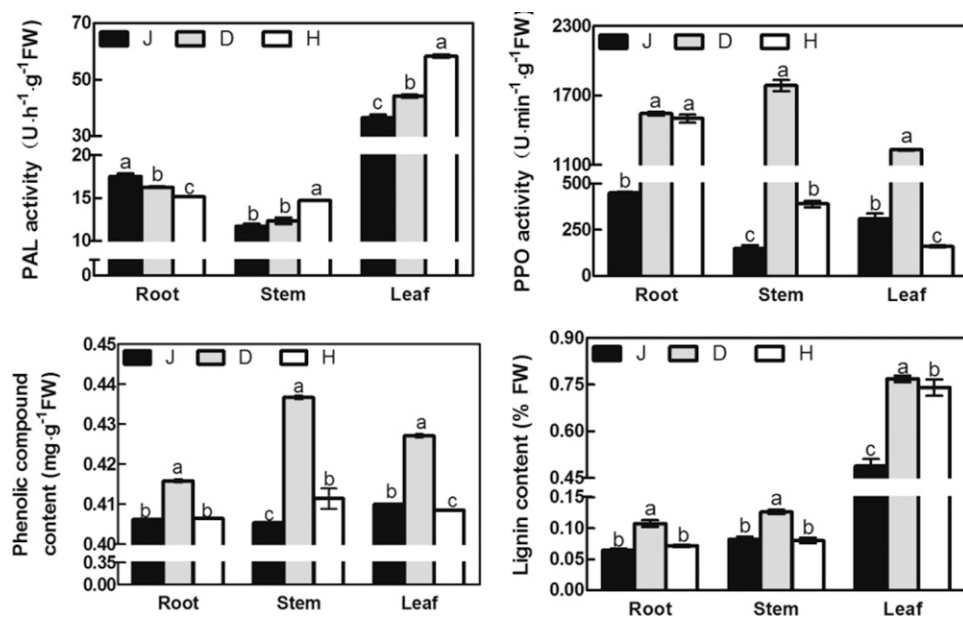 PAL activity (U·h⁻¹·g⁻¹FW)
70
50
30
20
15
10
0
J D H
a b c
b b a
c b a
Root Stem Leaf
PPO activity (U·min⁻¹·g⁻¹FW)
2300
1700
1100
500
250
0
J D H
b a a
c a b
b a c
Root Stem Leaf
Phenolic compound
content (mg·g⁻¹FW)
0.45
0.44
0.43
0.42
0.41
0.40
0.35
0.00
J D H
b a b
c a b
b a c
Root Stem Leaf
Lignin content (% FW)
0.90
0.75
0.60
0.45
0.15
0.10
0.05
0.00
J D H
b a b
b a b
c a b
Root Stem Leaf